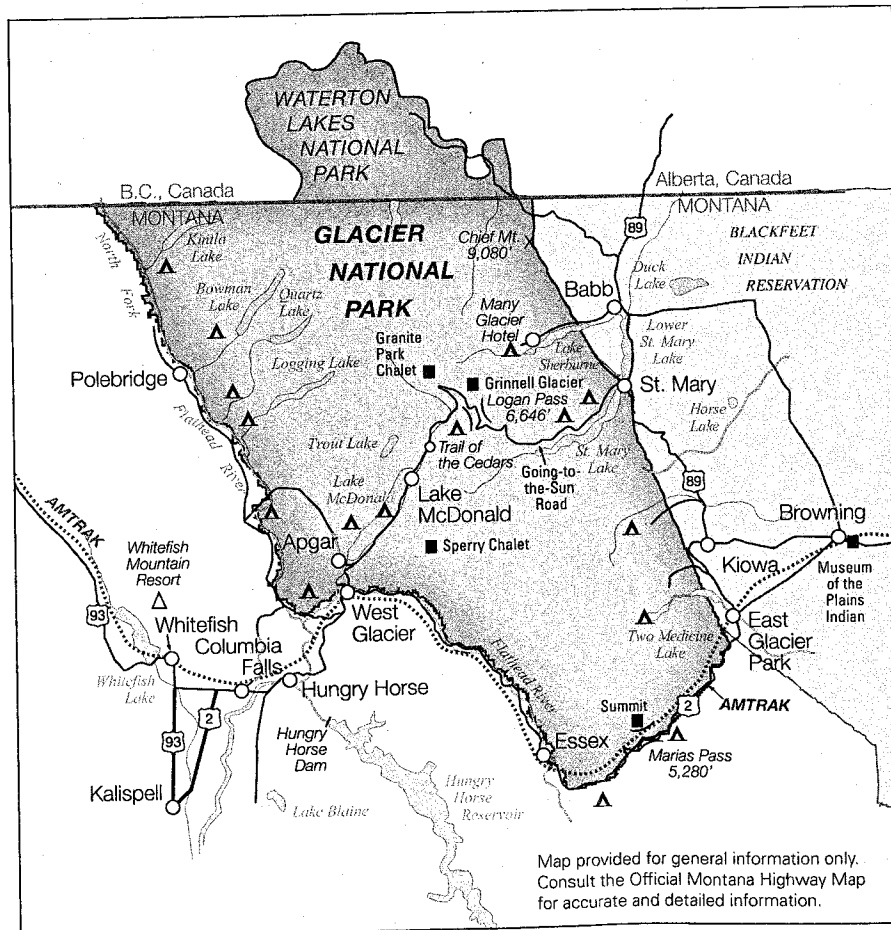 WATERTON
LAKES
NATIONAL
PARK
B.C., Canada
MONTANA
Alberta, Canada
MONTANA
89
BLACKFEET
INDIAN
RESERVATION
Kintla
Lake
GLACIER
NATIONAL
PARK
Chief Mt.
9,080'
Duck
Lake
North
Fork
Bowman
Lake
Quartz
Lake
Many
Glacier
Hotel
Babb
Granite
Park
Chalet
Lake
Sherburne
Lower
St. Mary
Lake
Polebridge
Logging Lake
Grinnell Glacier
Logan Pass
6,646'
St. Mary
Horse
Lake
Flathead
River
Trout Lake
Trail of
the Cedars
St. Mary
Lake
Going-to-
the-Sun
Road
Lake
McDonal
Lake
McDonald
89
AMTRAK
Apgar
Sperry Chalet
Browning
Kiowa
Museum
of the
Plains
Indian
Whitefish
Mountain
Resort
93
West
Glacier
Whitefish
Columbia
Falls
Flathead River
Two Medicine
Lake
East
Glacier
Park
Whitefish
Lake
Hungry Horse
2
AMTRAK
Summit
93
2
Hungry
Horse
Dam
Essex
Marias Pass
5,280'
Kalispell
Lake Blaine
Hungry
Horse
Reservoir
Map provided for general information only.
Consult the Official Montana Highway Map
for accurate and detailed information.